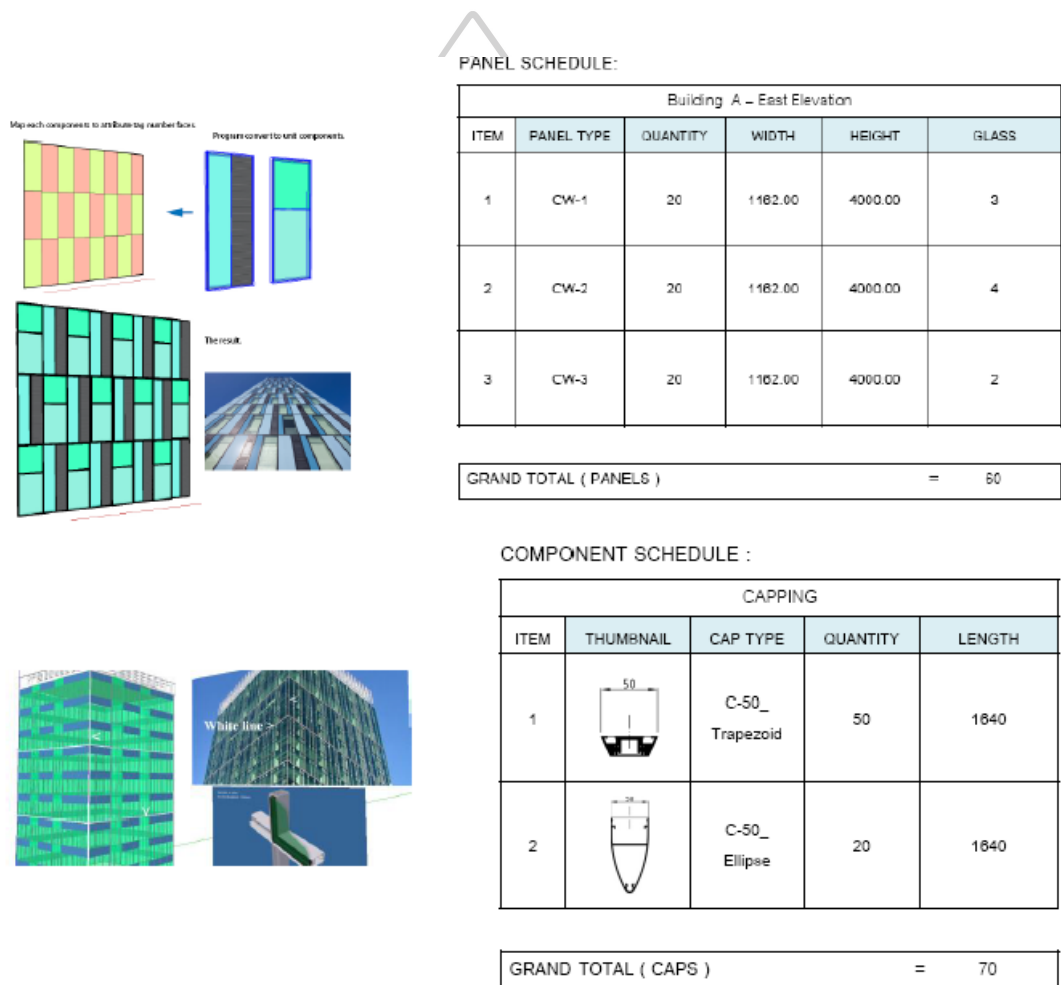 Map each components to attribute-tag number faces.
Program convert to unit components.
The result.
White line >
PANEL SCHEDULE:
Building A – East Elevation
ITEM PANEL TYPE QUANTITY WIDTH HEIGHT GLASS
1 CW-1 20 1162.00 4000.00 3
2 CW-2 20 1162.00 4000.00 4
3 CW-3 20 1162.00 4000.00 2
GRAND TOTAL ( PANELS ) = 60
COMPONENT SCHEDULE :
CAPPING
ITEM THUMBNAIL CAP TYPE QUANTITY LENGTH
50
1 C-50_ 50 1640
Trapezoid
2 C-50_ 20 1640
Ellipse
GRAND TOTAL ( CAPS ) = 70